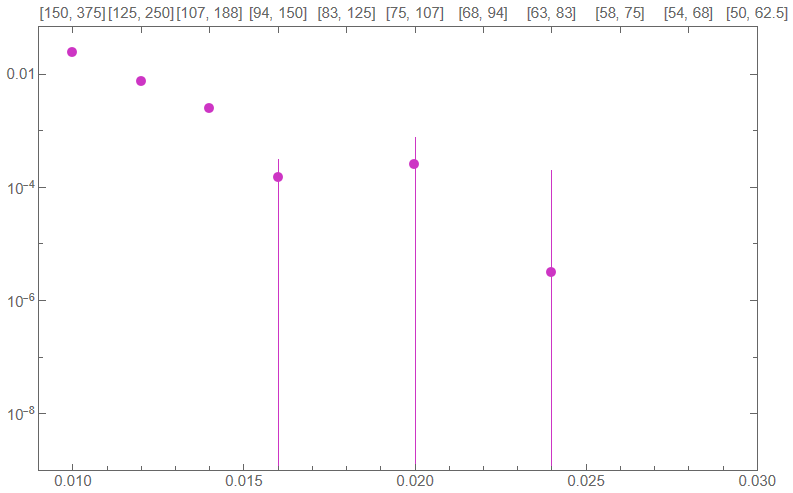 [150, 375] [125, 250] [107, 188] [94, 150] [83, 125] [75, 107] [68, 94] [63, 83] [58, 75] [54, 68] [50, 62.5]
0.01
10⁻⁴
10⁻⁶
10⁻⁸
0.010 0.015 0.020 0.025 0.030